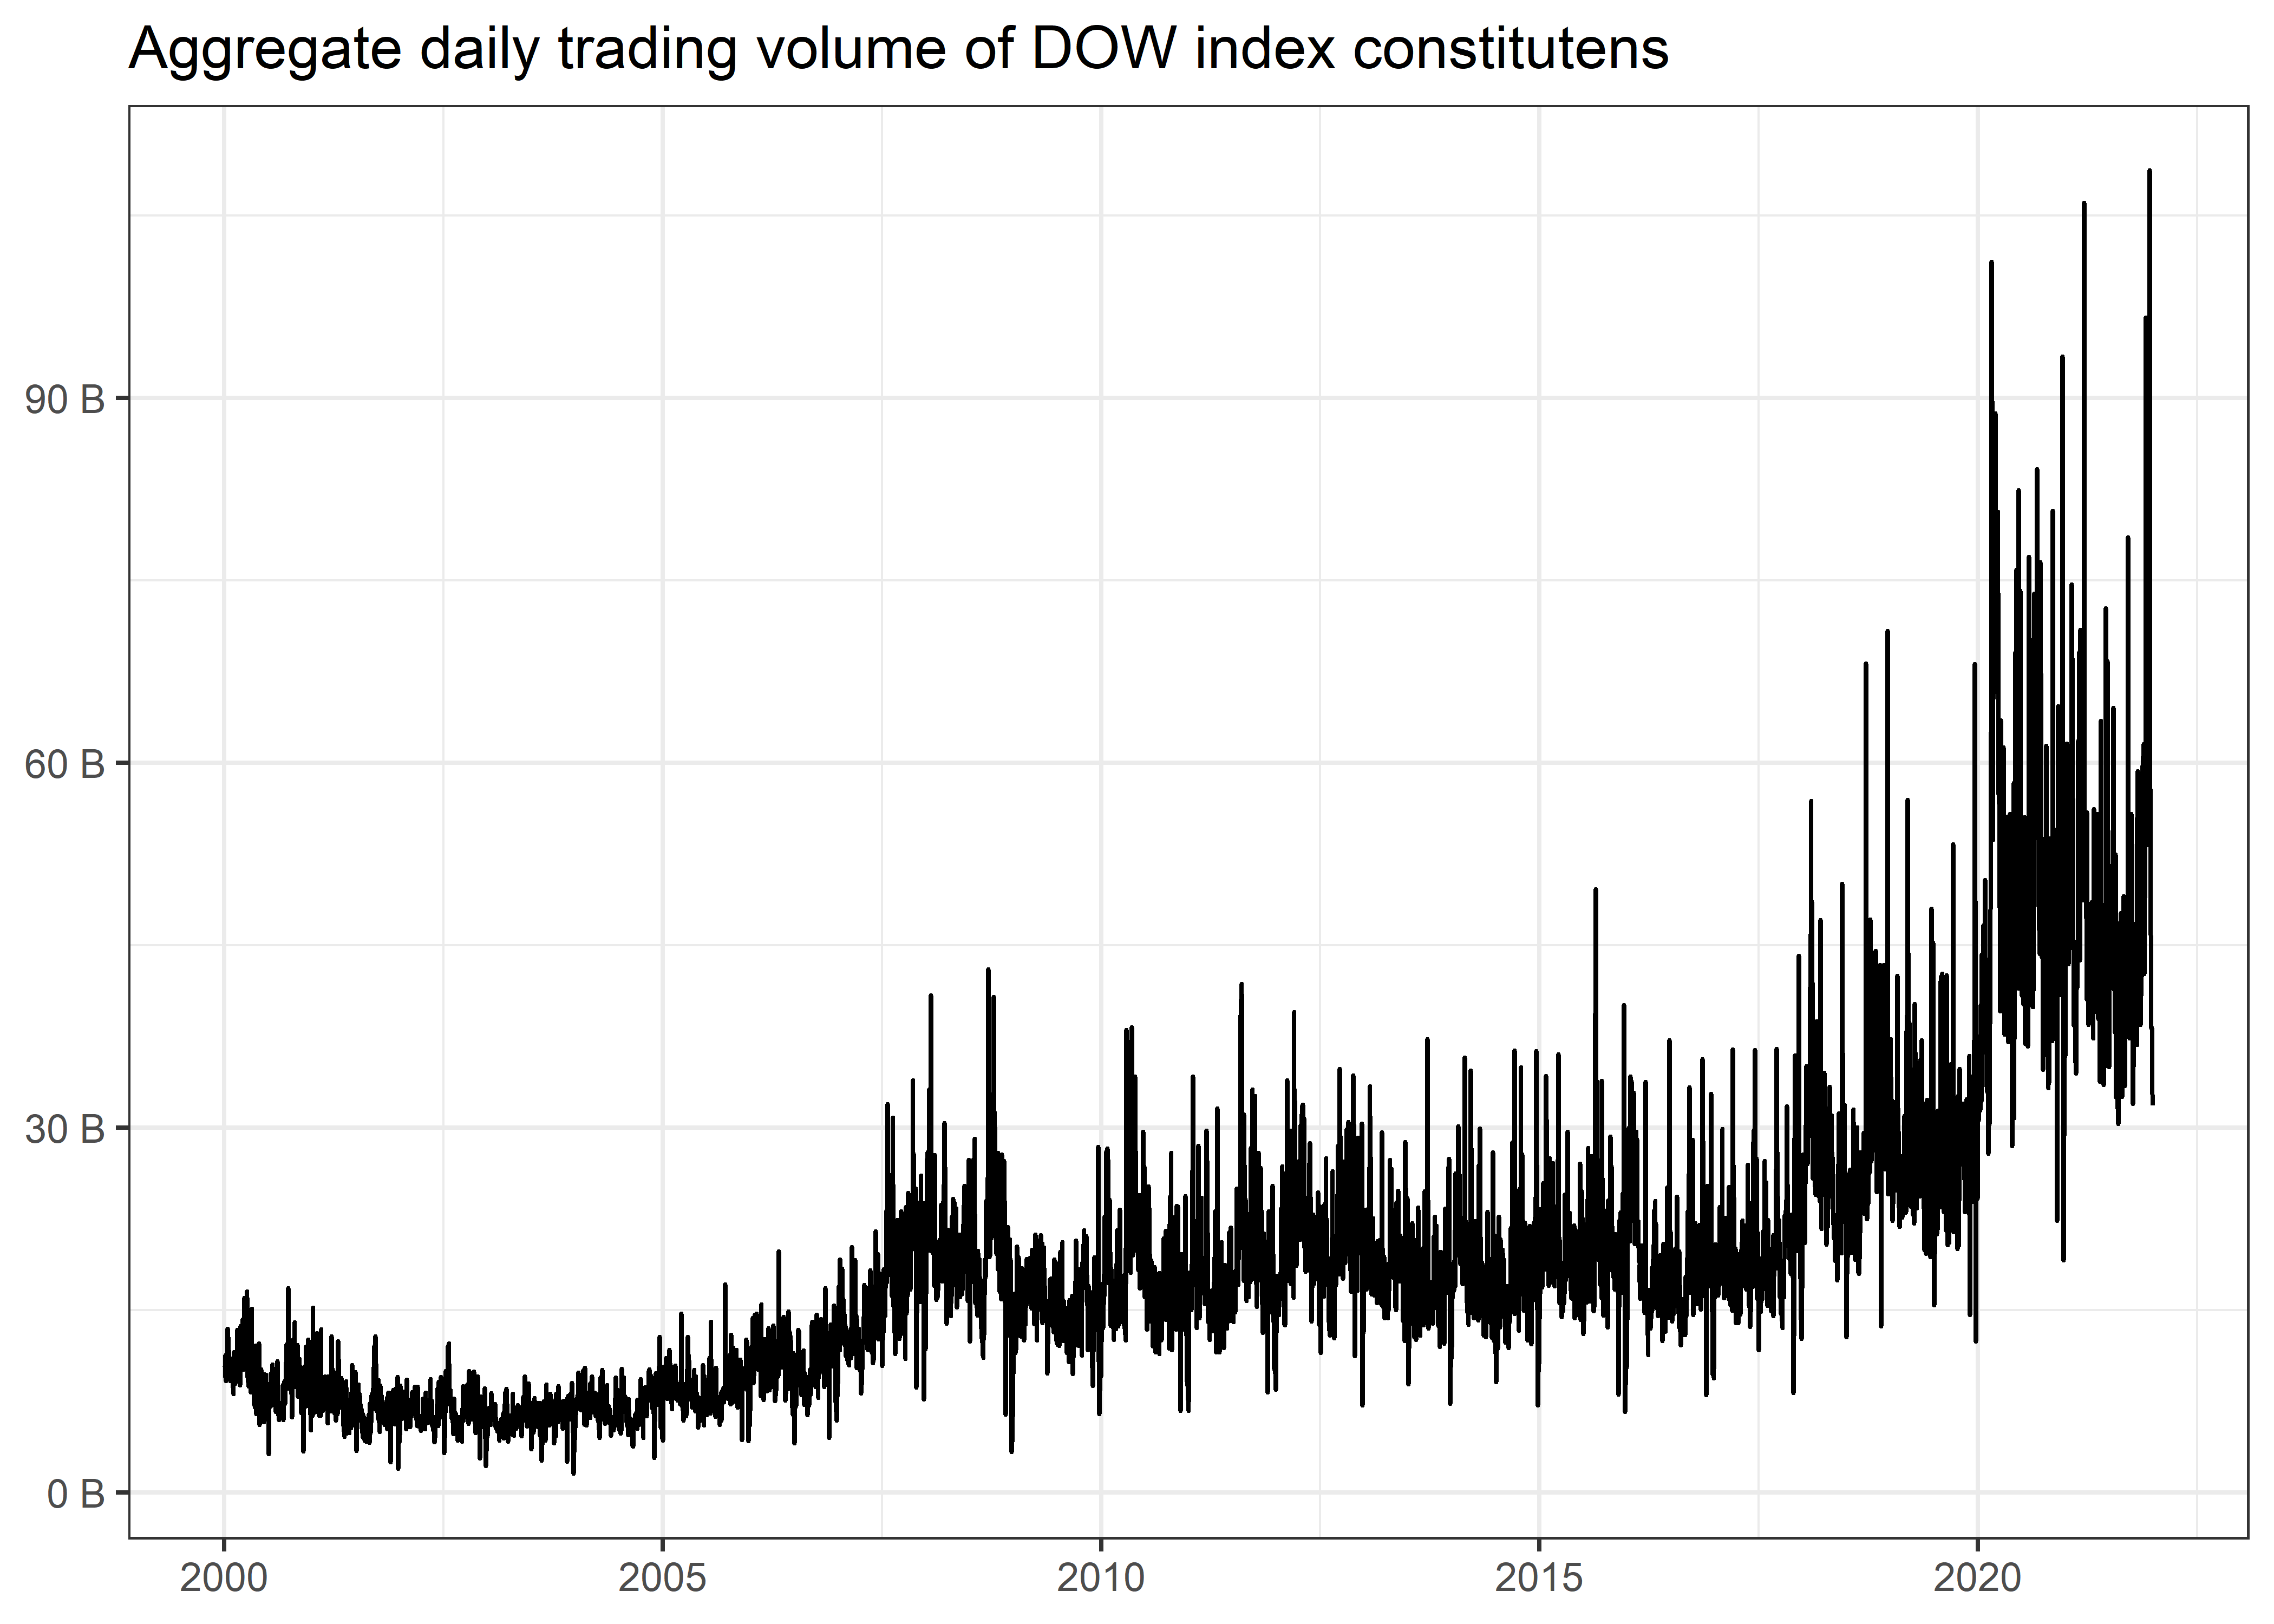 Aggregate daily trading volume of DOW index constitutens
90 B
60 B
30 B
0 B
2000 2005 2010 2015 2020